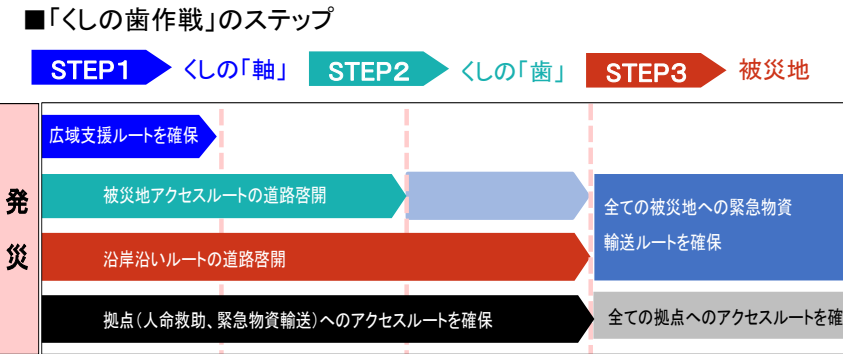 ■「くしの歯作戦」のステップ
STEP1 くしの「軸」 STEP2 くしの「歯」 STEP3 被災地
発災
広域支援ルートを確保
被災地アクセスルートの道路啓開
沿岸沿いルートの道路啓開
拠点(人命救助、緊急物資輸送)へのアクセスルートを確保
全ての被災地への緊急物資
輸送ルートを確保
全ての拠点へのアクセスルートを確